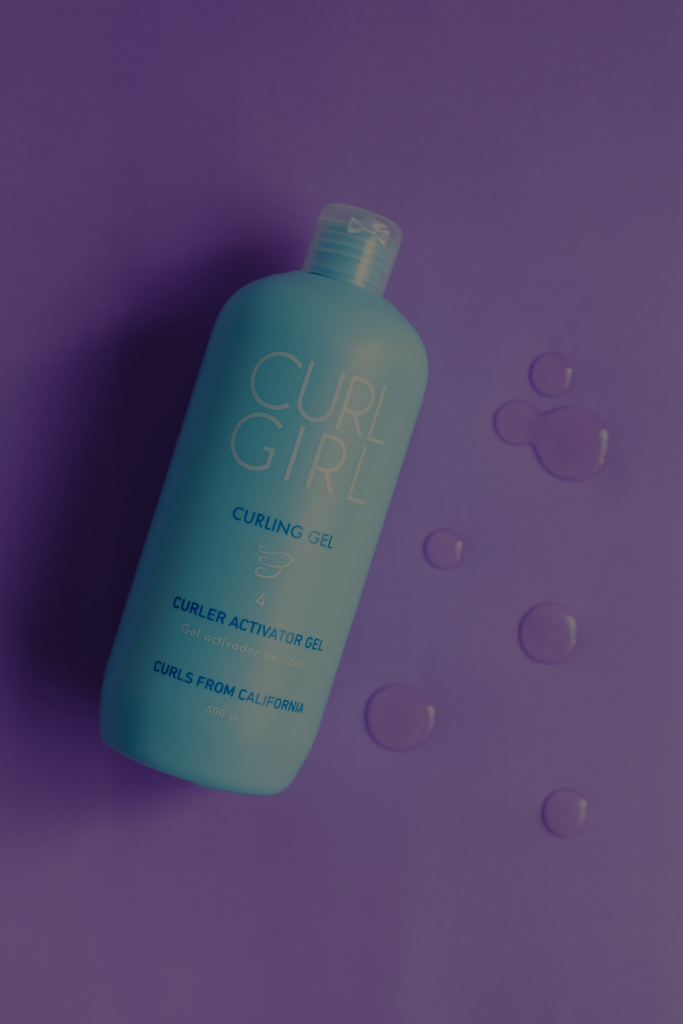 CURL
GIRL
CURLING GEL
4
CURLER ACTIVATOR GEL
Gel activador de rizos
CURLS FROM CALIFORNIA
500 cc